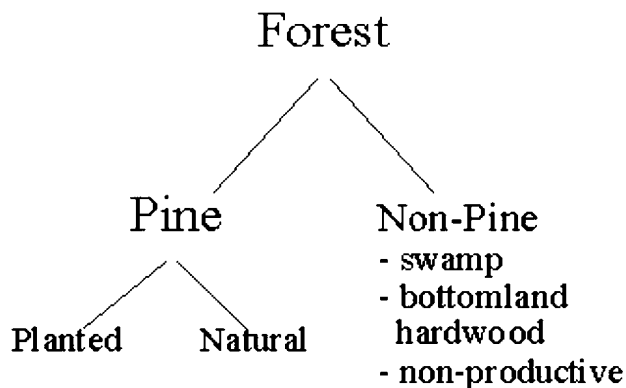 Forest
Pine
Non-Pine
- swamp
- bottomland
hardwood
- non-productive
Planted
Natural